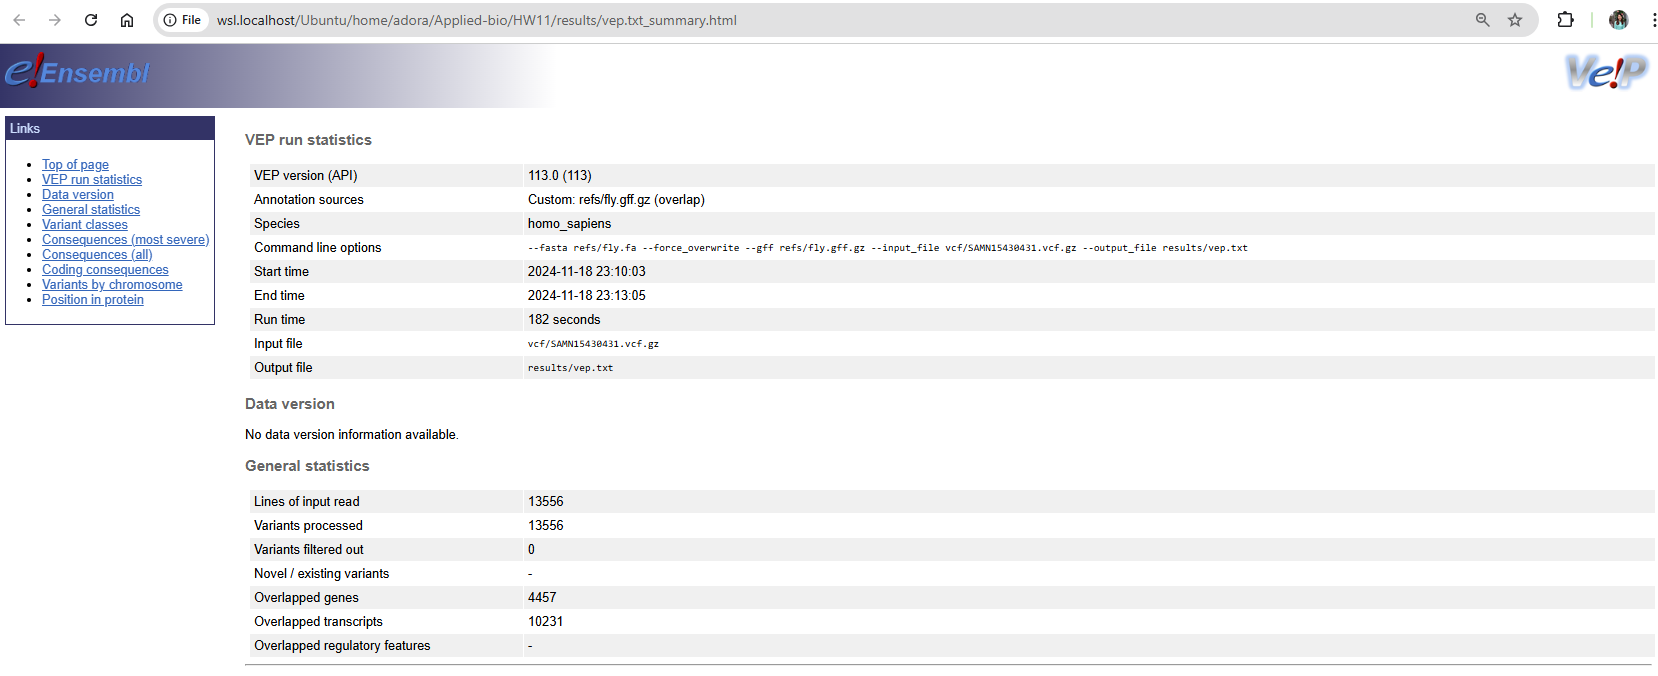 File wsl.localhost/Ubuntu/home/adora/Applied-bio/HW11/results/vep.txt_summary.html
e!Ensembl
Ve!P
Links
Top of page
VEP run statistics
Data version
General statistics
Variant classes
Consequences (most severe)
Consequences (all)
Coding consequences
Variants by chromosome
Position in protein
VEP run statistics
VEP version (API) 113.0 (113)
Annotation sources Custom: refs/fly.gff.gz (overlap)
Species homo_sapiens
Command line options --fasta refs/fly.fa --force_overwrite --gff refs/fly.gff.gz --input_file vcf/SAMN15430431.vcf.gz --output_file results/vep.txt
Start time 2024-11-18 23:10:03
End time 2024-11-18 23:13:05
Run time 182 seconds
Input file vcf/SAMN15430431.vcf.gz
Output file results/vep.txt
Data version
No data version information available.
General statistics
Lines of input read 13556
Variants processed 13556
Variants filtered out 0
Novel / existing variants -
Overlapped genes 4457
Overlapped transcripts 10231
Overlapped regulatory features -